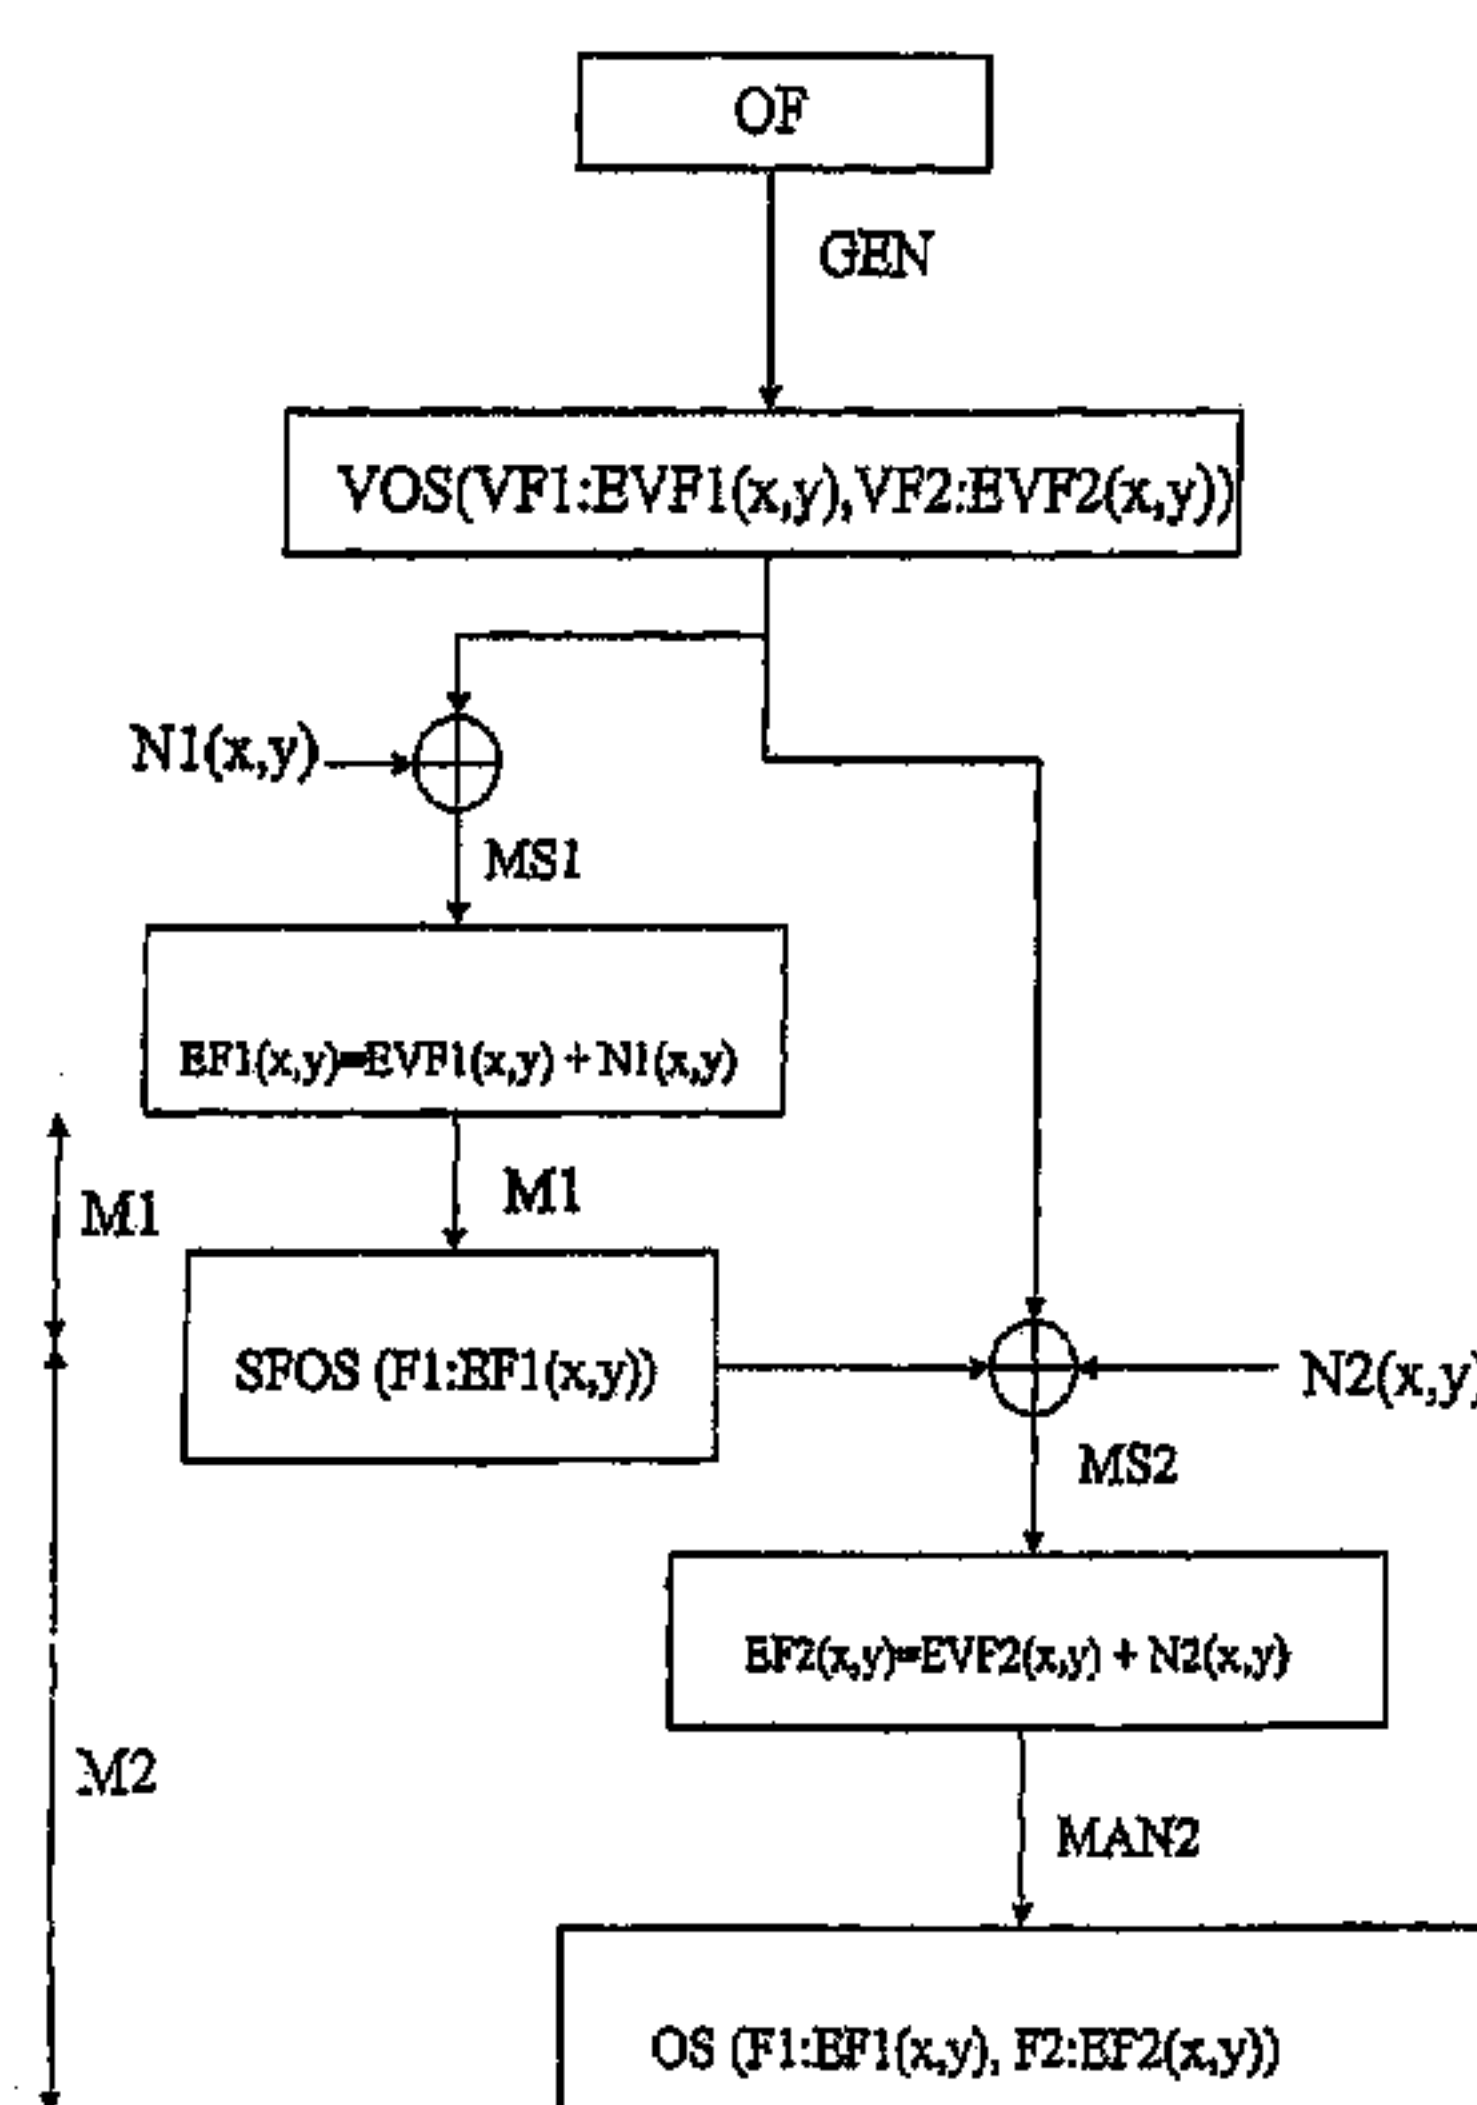 OF
GEN
VOS(VF1:EVF1(x,y),VF2:EVF2(x,y))
N1(x,y)
MS1
EF1(x,y)=EVF1(x,y) + N1(x,y)
M1
M1
SFOS (F1:EF1(x,y))
N2(x,y)
MS2
EF2(x,y)=EVF2(x,y) + N2(x,y)
M2
MAN2
OS (F1:EF1(x,y), F2:EF2(x,y))